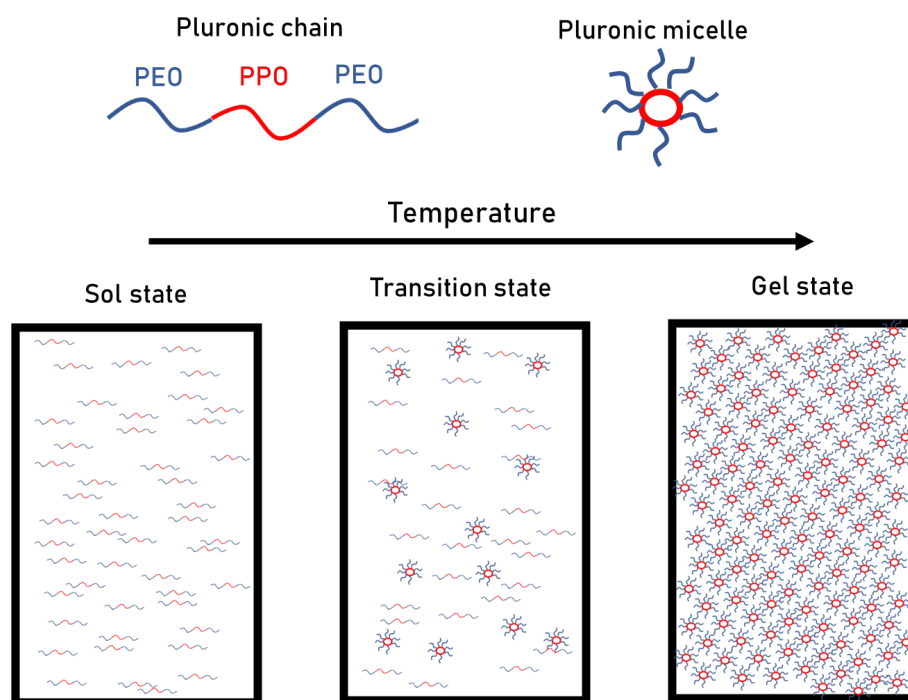 Pluronic chain
Pluronic micelle
PEO PPO PEO
Temperature
Sol state
Transition state
Gel state